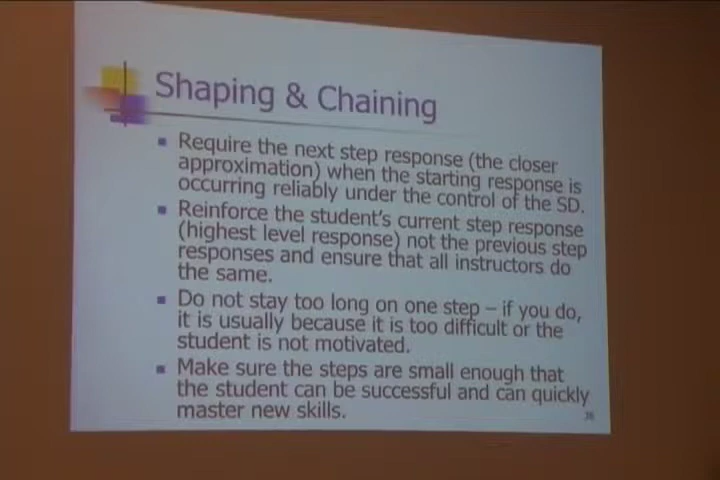 Shaping & Chaining
Require the next step response (the closer
approximation) when the starting response is
occurring reliably under the control of the SD.
Reinforce the student's current step response
(highest level response) not the previous step
responses and ensure that all instructors do
the same.
Do not stay too long on one step – if you do,
it is usually because it is too difficult or the
student is not motivated.
Make sure the steps are small enough that
the student can be successful and can quickly
master new skills.